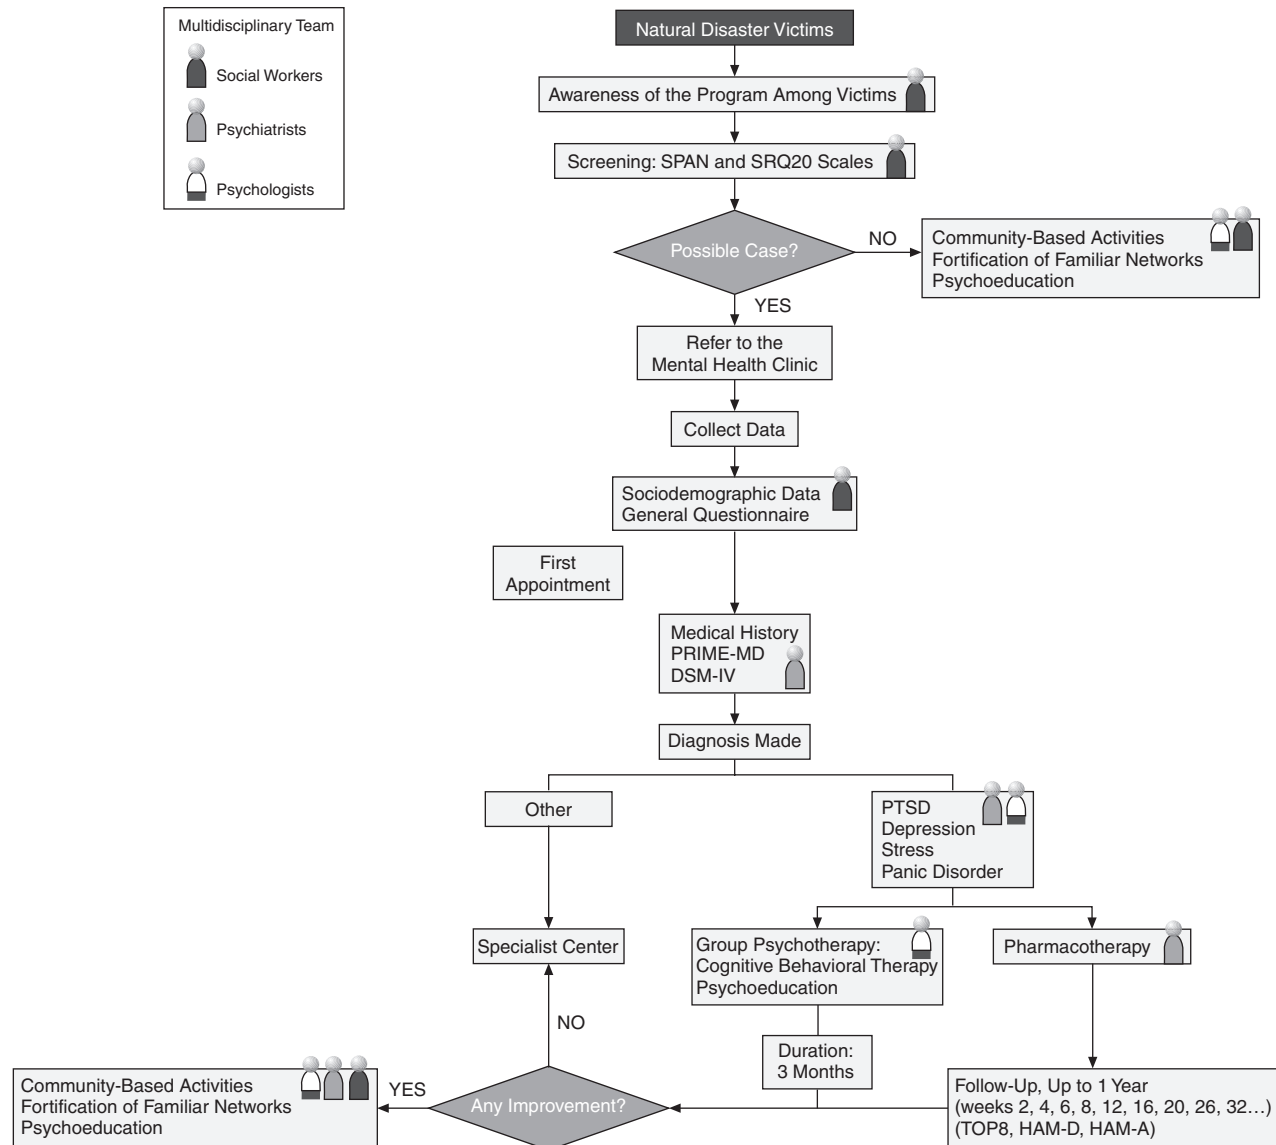 Multidisciplinary Team
Social Workers
Psychiatrists
Psychologists
Natural Disaster Victims
Awareness of the Program Among Victims
Screening: SPAN and SRQ20 Scales
Possible Case?
NO
Community-Based Activities
Fortification of Familiar Networks
Psychoeducation
YES
Refer to the
Mental Health Clinic
Collect Data
Sociodemographic Data
General Questionnaire
First
Appointment
Medical History
PRIME-MD
DSM-IV
Diagnosis Made
Other
PTSD
Depression
Stress
Panic Disorder
Specialist Center
Group Psychotherapy:
Cognitive Behavioral Therapy
Psychoeducation
Pharmacotherapy
NO
Duration:
3 Months
Community-Based Activities
Fortification of Familiar Networks
Psychoeducation
YES
Any Improvement?
Follow-Up, Up to 1 Year
(weeks 2, 4, 6, 8, 12, 16, 20, 26, 32…)
(TOP8, HAM-D, HAM-A)